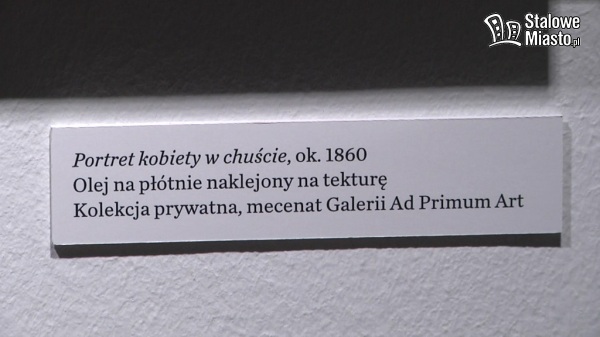 Stalowe
Miasto.pl
Portret kobiety w chuście, ok. 1860
Olej na płótnie naklejony na tekturę
Kolekcja prywatna, mecenat Galerii Ad Primum Art